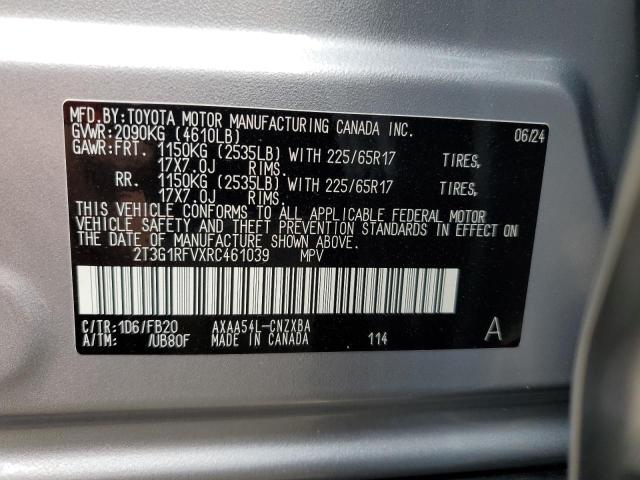 MFD.BY:TOYOTA MOTOR MANUFACTURING CANADA INC.
GVWR:2090KG (4610LB) 06/24
GAWR:FRT. 1150KG (2535LB) WITH 225/65R17 TIRES,
17X7.0J RIMS.
RR. 1150KG (2535LB) WITH 225/65R17 TIRES,
17X7.0J RIMS.
THIS VEHICLE CONFORMS TO ALL APPLICABLE FEDERAL MOTOR
VEHICLE SAFETY AND THEFT PREVENTION STANDARDS IN EFFECT ON
THE DATE OF MANUFACTURE SHOWN ABOVE.
2T3G1RFVXRC461039 MPV
C/TR:1D6/FB20 AXAA54L-CNZXBA A
A/TM: /UB80F MADE IN CANADA 114